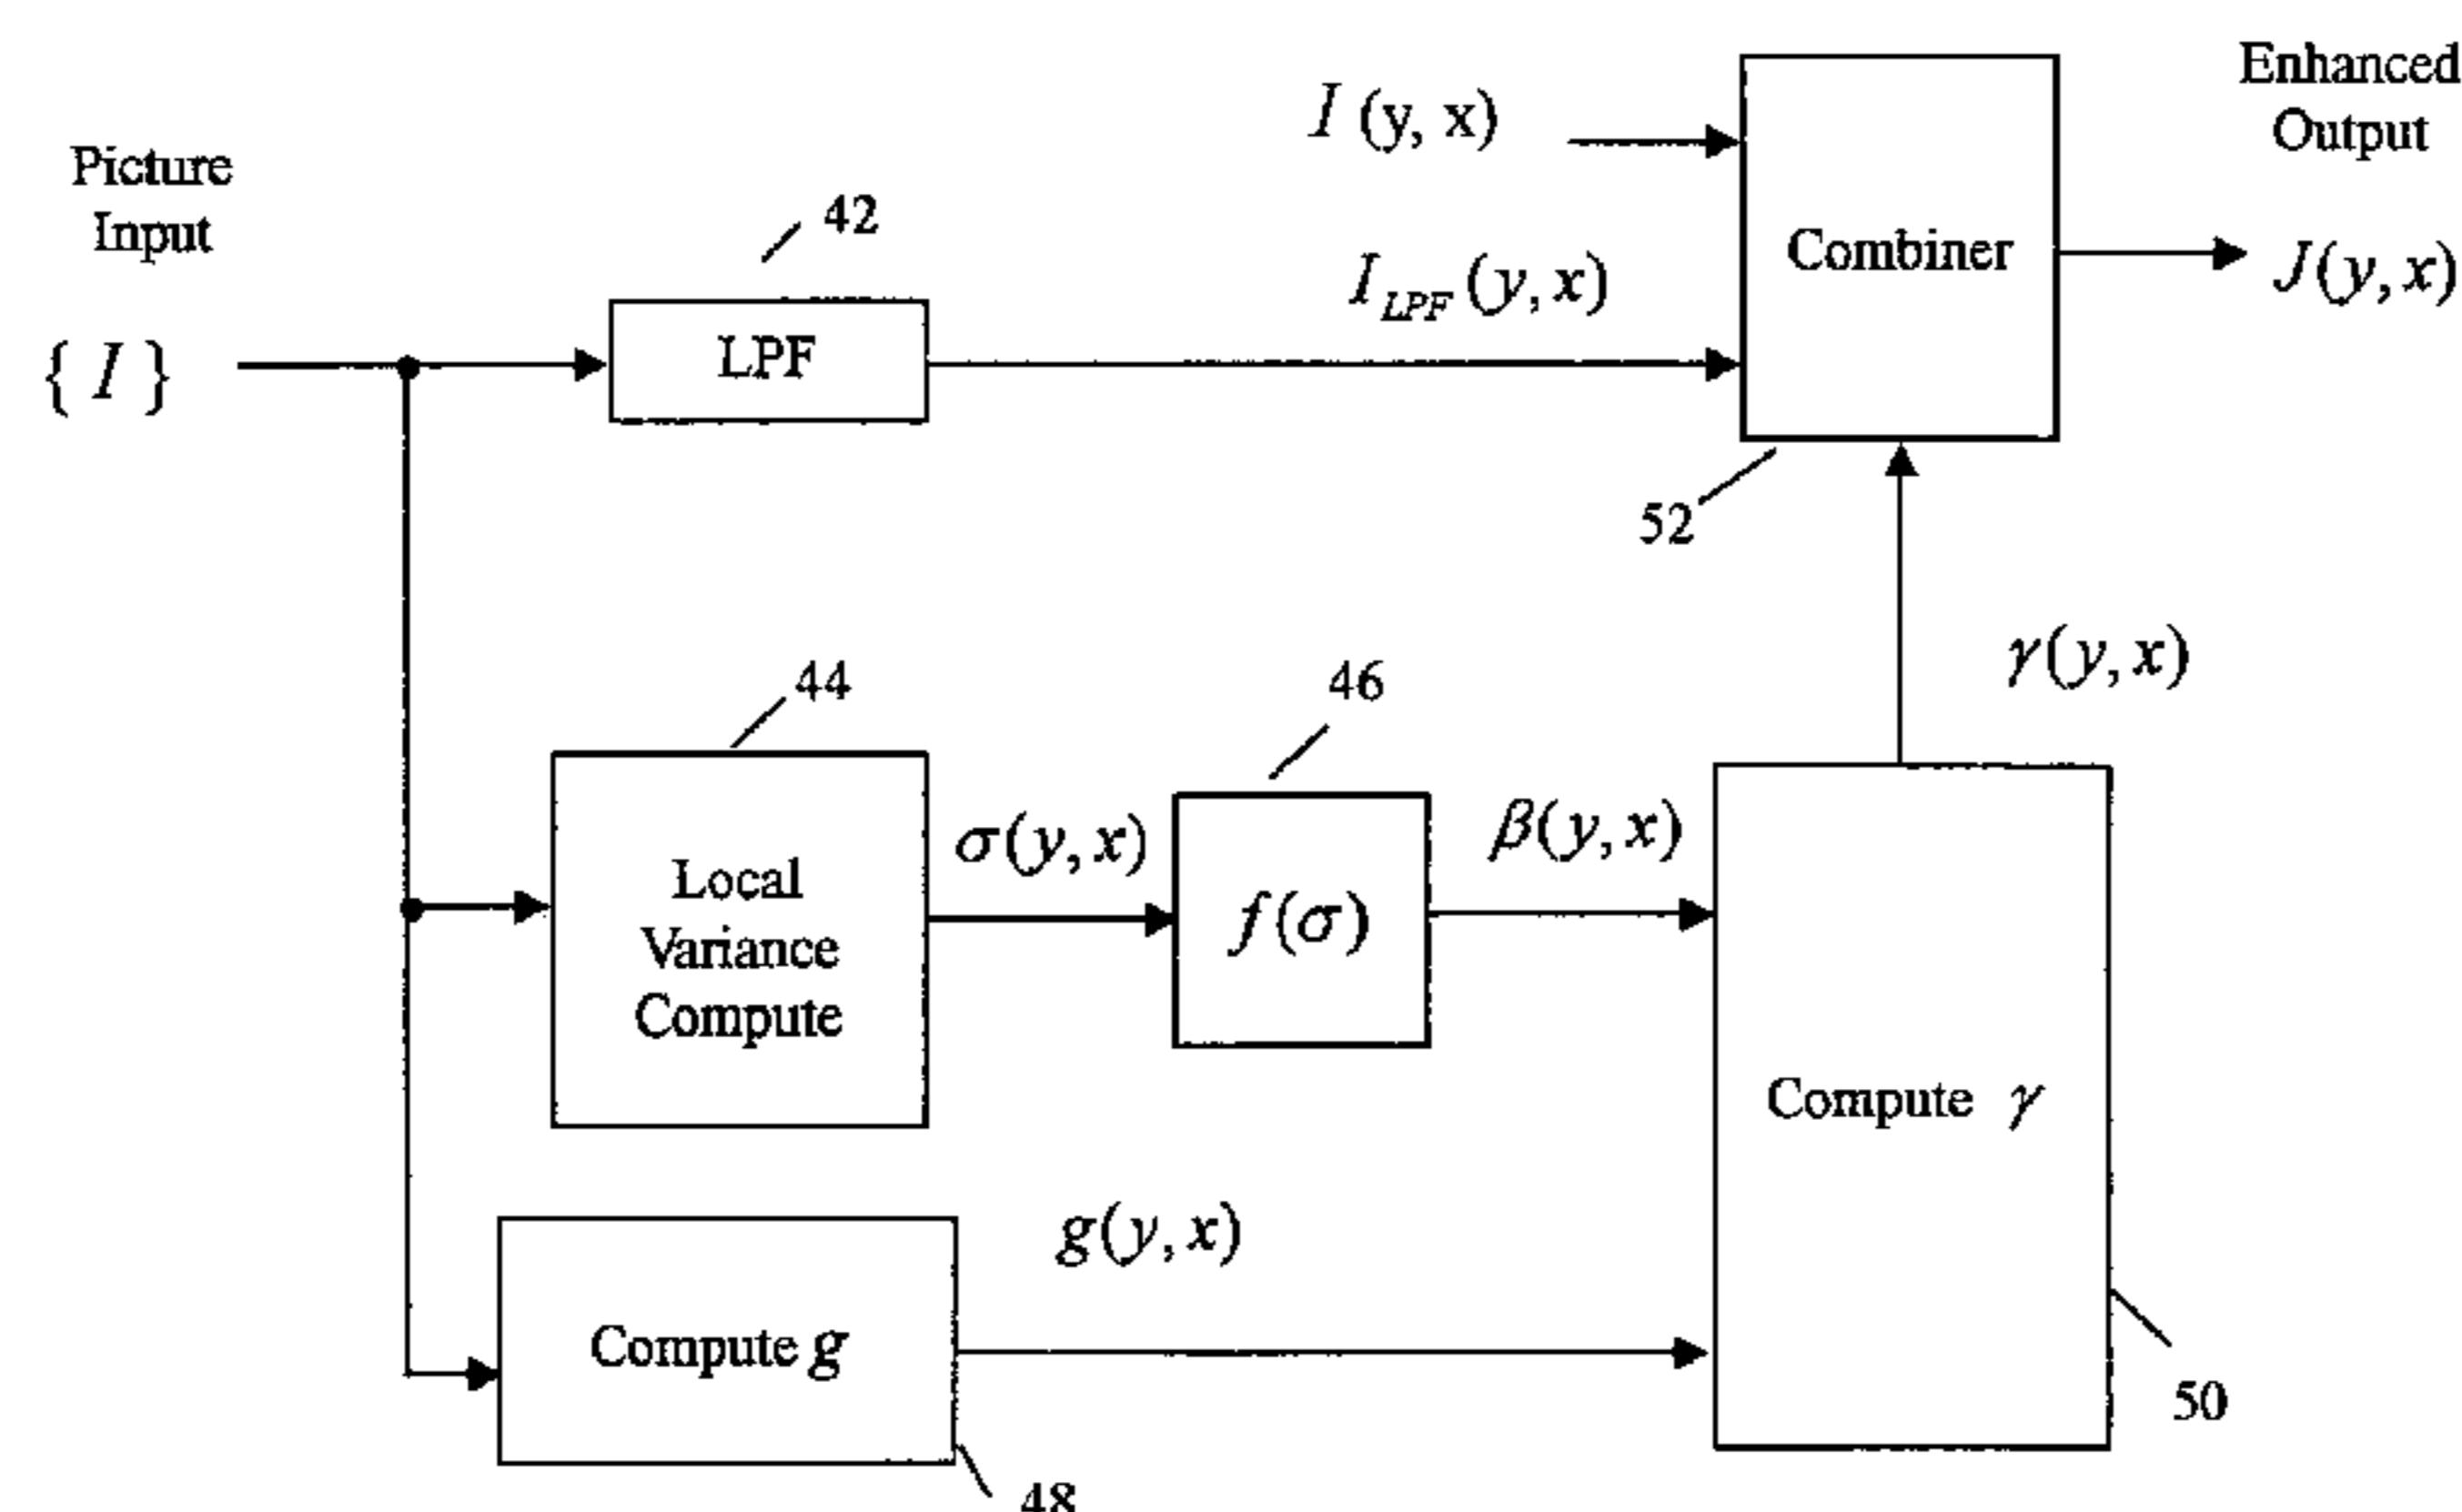 Picture
Input
{ I }
42
LPF
I (y, x)
I_LPF (y, x)
Combiner
52
Enhanced
Output
J(y, x)
44
Local
Variance
Compute
σ(y, x)
46
f(σ)
β(y, x)
γ(y, x)
Compute γ
50
Compute g
48
g(y, x)